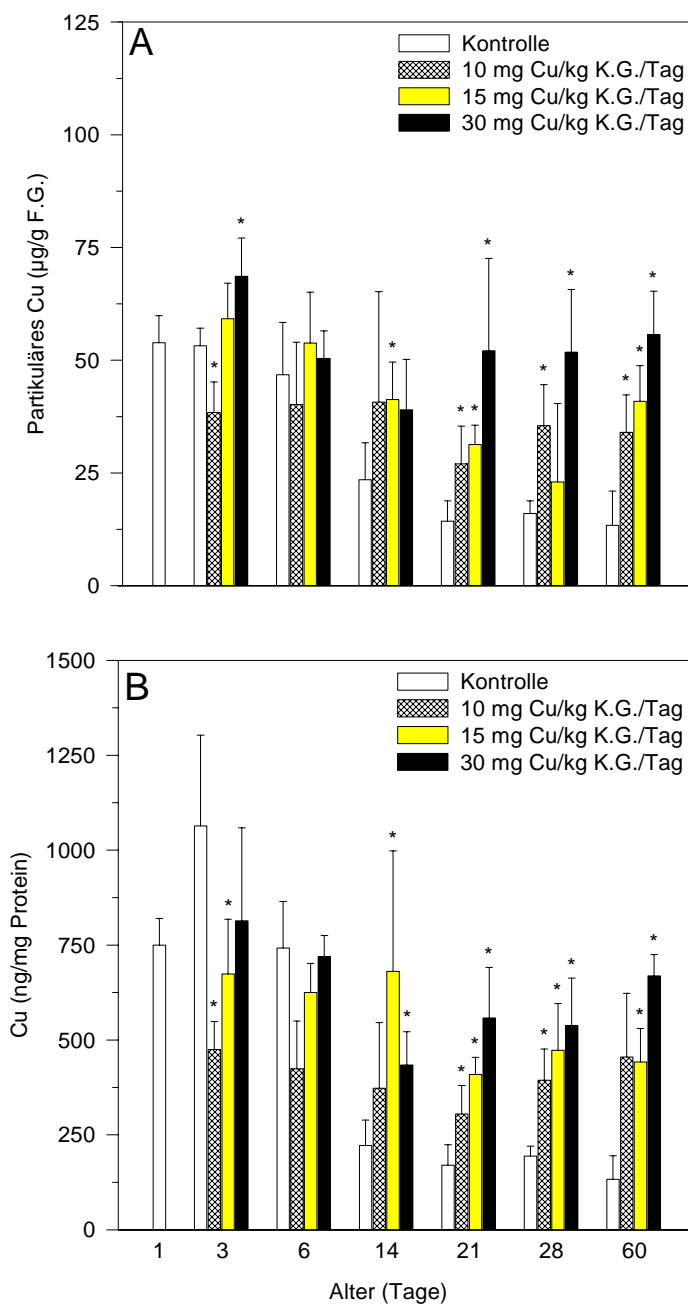 A
Kontrolle
10 mg Cu/kg K.G./Tag
15 mg Cu/kg K.G./Tag
30 mg Cu/kg K.G./Tag
Partikuläres Cu (µg/g F.G.)
125
100
75
50
25
0
* * * * * * * * * * *
B
Kontrolle
10 mg Cu/kg K.G./Tag
15 mg Cu/kg K.G./Tag
30 mg Cu/kg K.G./Tag
Cu (ng/mg Protein)
1500
1250
1000
750
500
250
0
* * * * * * * * * * * *
1 3 6 14 21 28 60
Alter (Tage)